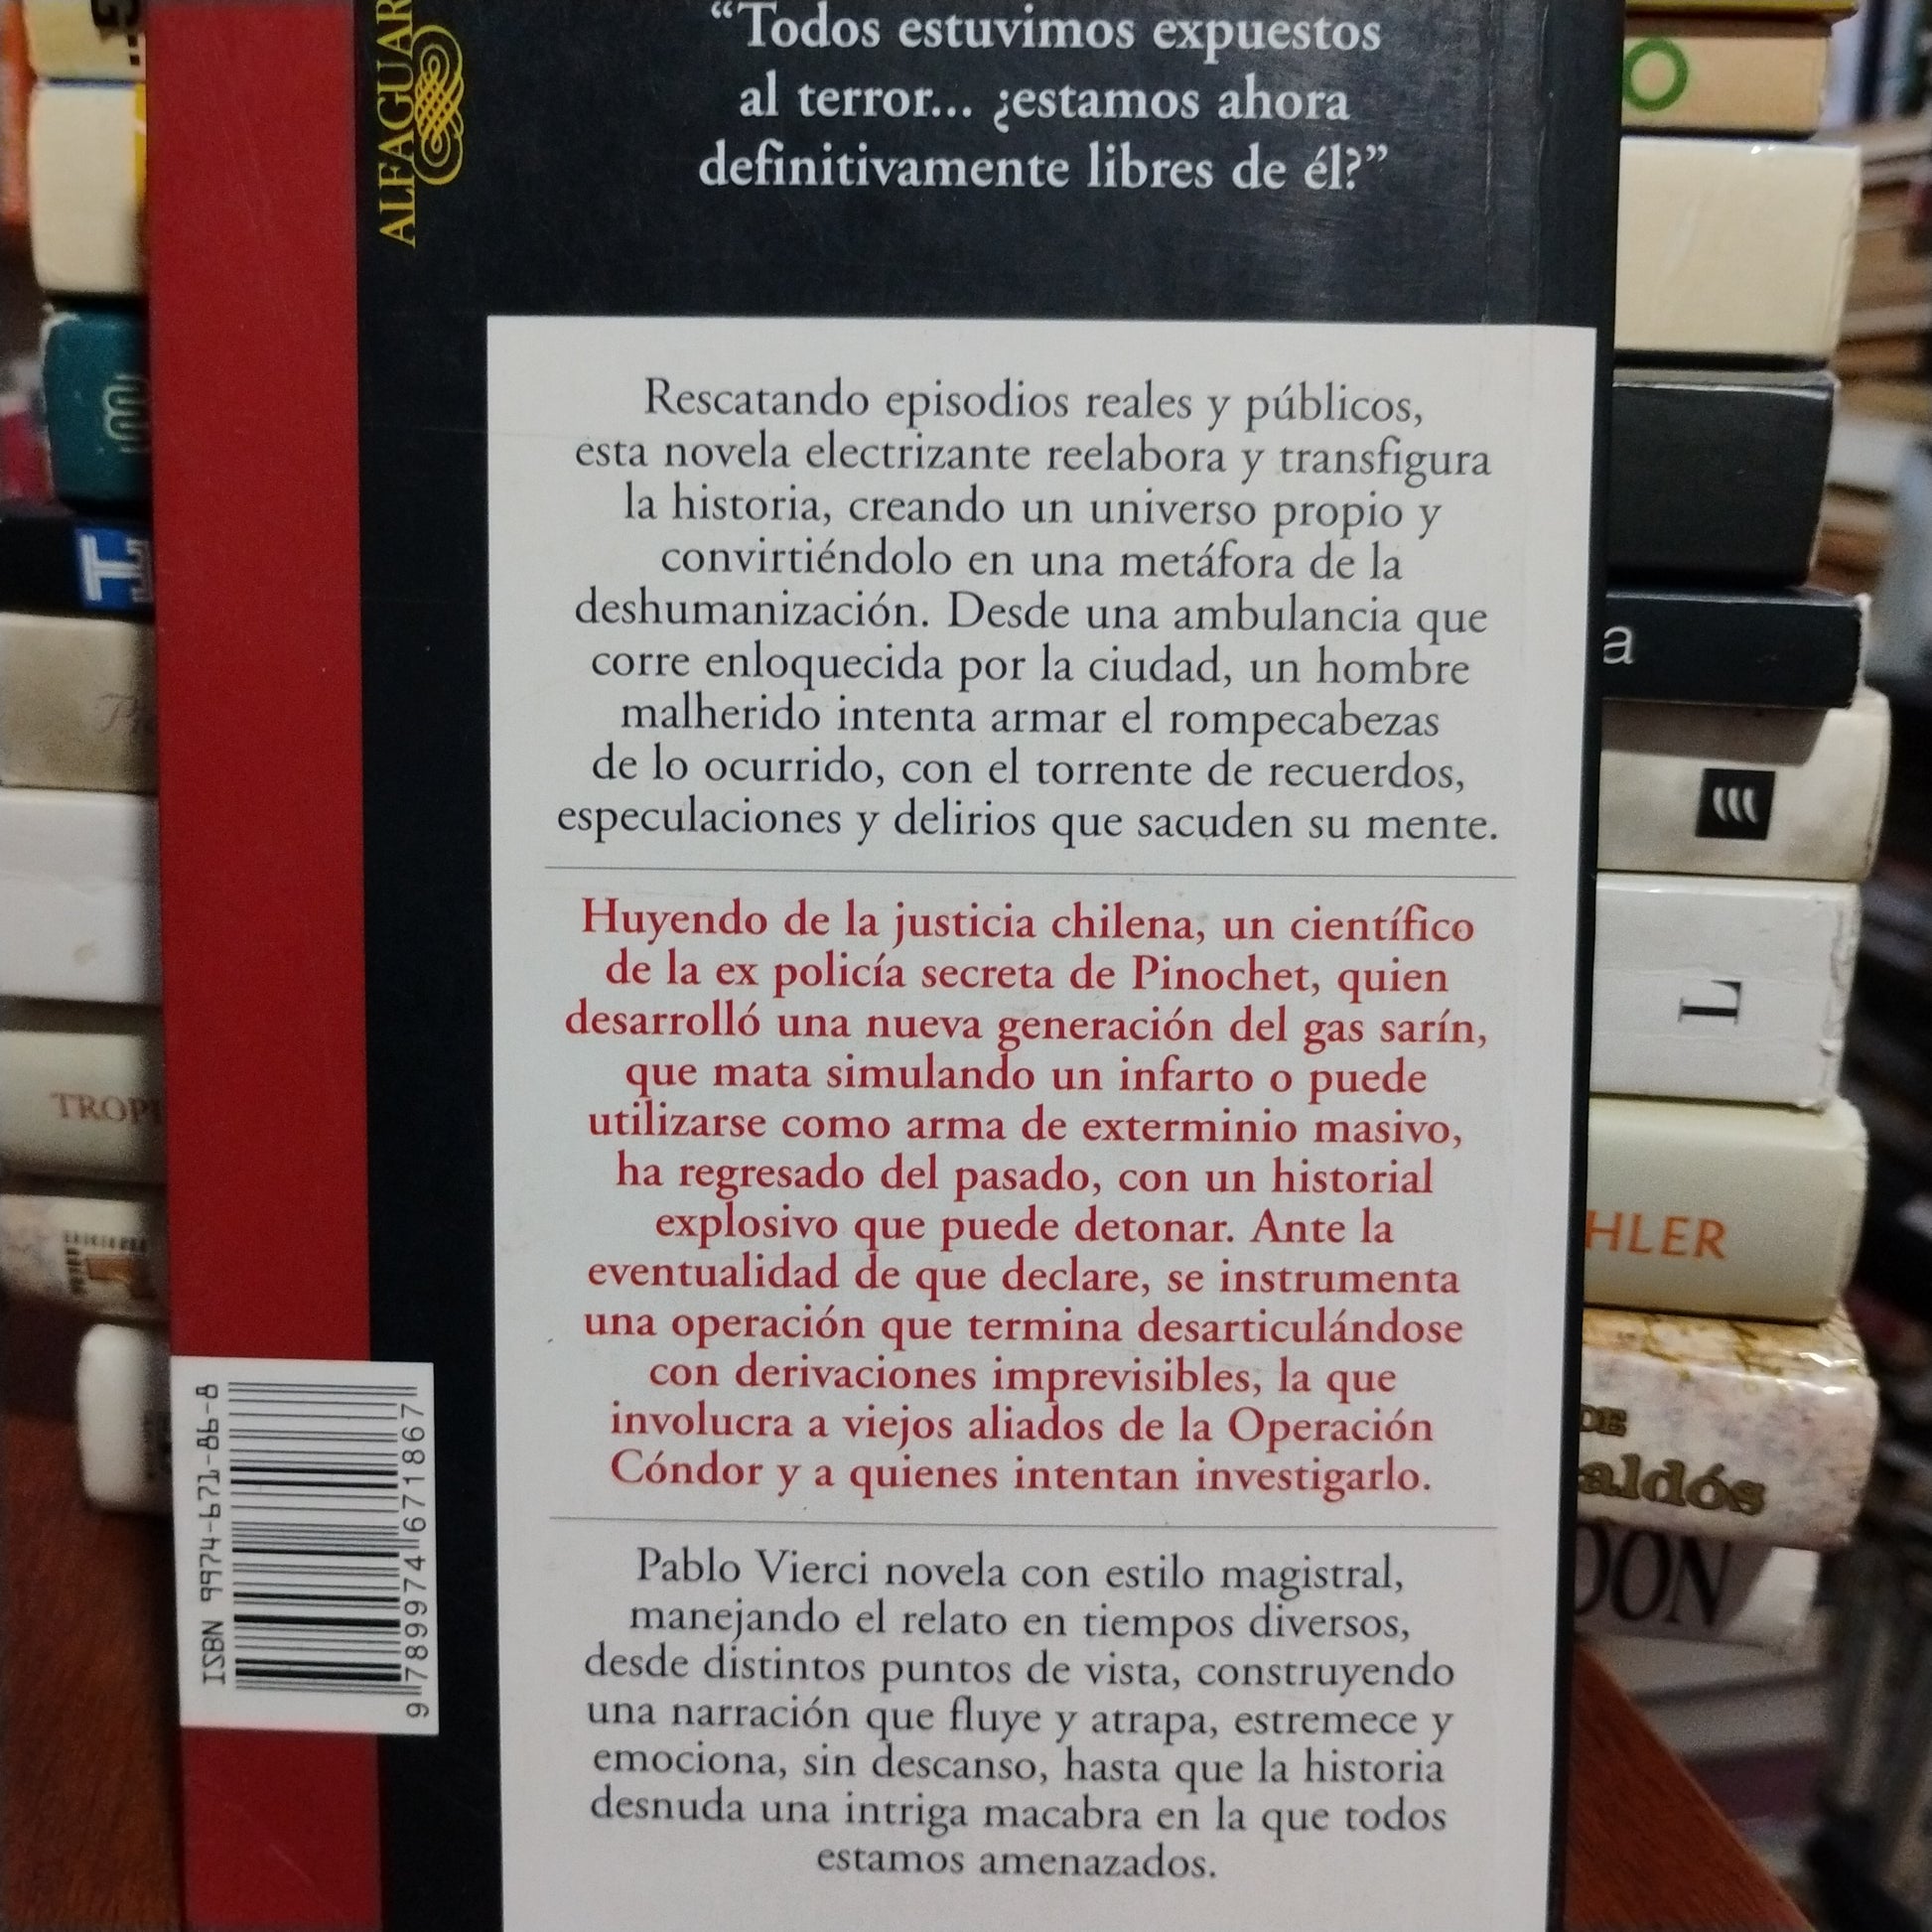 ALFAGUAR
“Todos estuvimos expuestos
al terror... ¿estamos ahora
definitivamente libres de él?”
Rescatando episodios reales y públicos,
esta novela electrizante reelabora y transfigura
la historia, creando un universo propio y
convirtiéndolo en una metáfora de la
deshumanización. Desde una ambulancia que
corre enloquecida por la ciudad, un hombre
malherido intenta armar el rompecabezas
de lo ocurrido, con el torrente de recuerdos,
especulaciones y delirios que sacuden su mente.
Huyendo de la justicia chilena, un científico
de la ex policía secreta de Pinochet, quien
desarrolló una nueva generación del gas sarín,
que mata simulando un infarto o puede
utilizarse como arma de exterminio masivo,
ha regresado del pasado, con un historial
explosivo que puede detonar. Ante la
eventualidad de que declare, se instrumenta
una operación que termina desarticulándose
con derivaciones imprevisibles, la que
involucra a viejos aliados de la Operación
Cóndor y a quienes intentan investigarlo.
Pablo Vierci novela con estilo magistral,
manejando el relato en tiempos diversos,
desde distintos puntos de vista, construyendo
una narración que fluye y atrapa, estremece y
emociona, sin descanso, hasta que la historia
desnuda una intriga macabra en la que todos
estamos amenazados.
ISBN 9974-671-86-8
9 789974 671867
TROPI
a
L
HLER
DE
aldós
DON